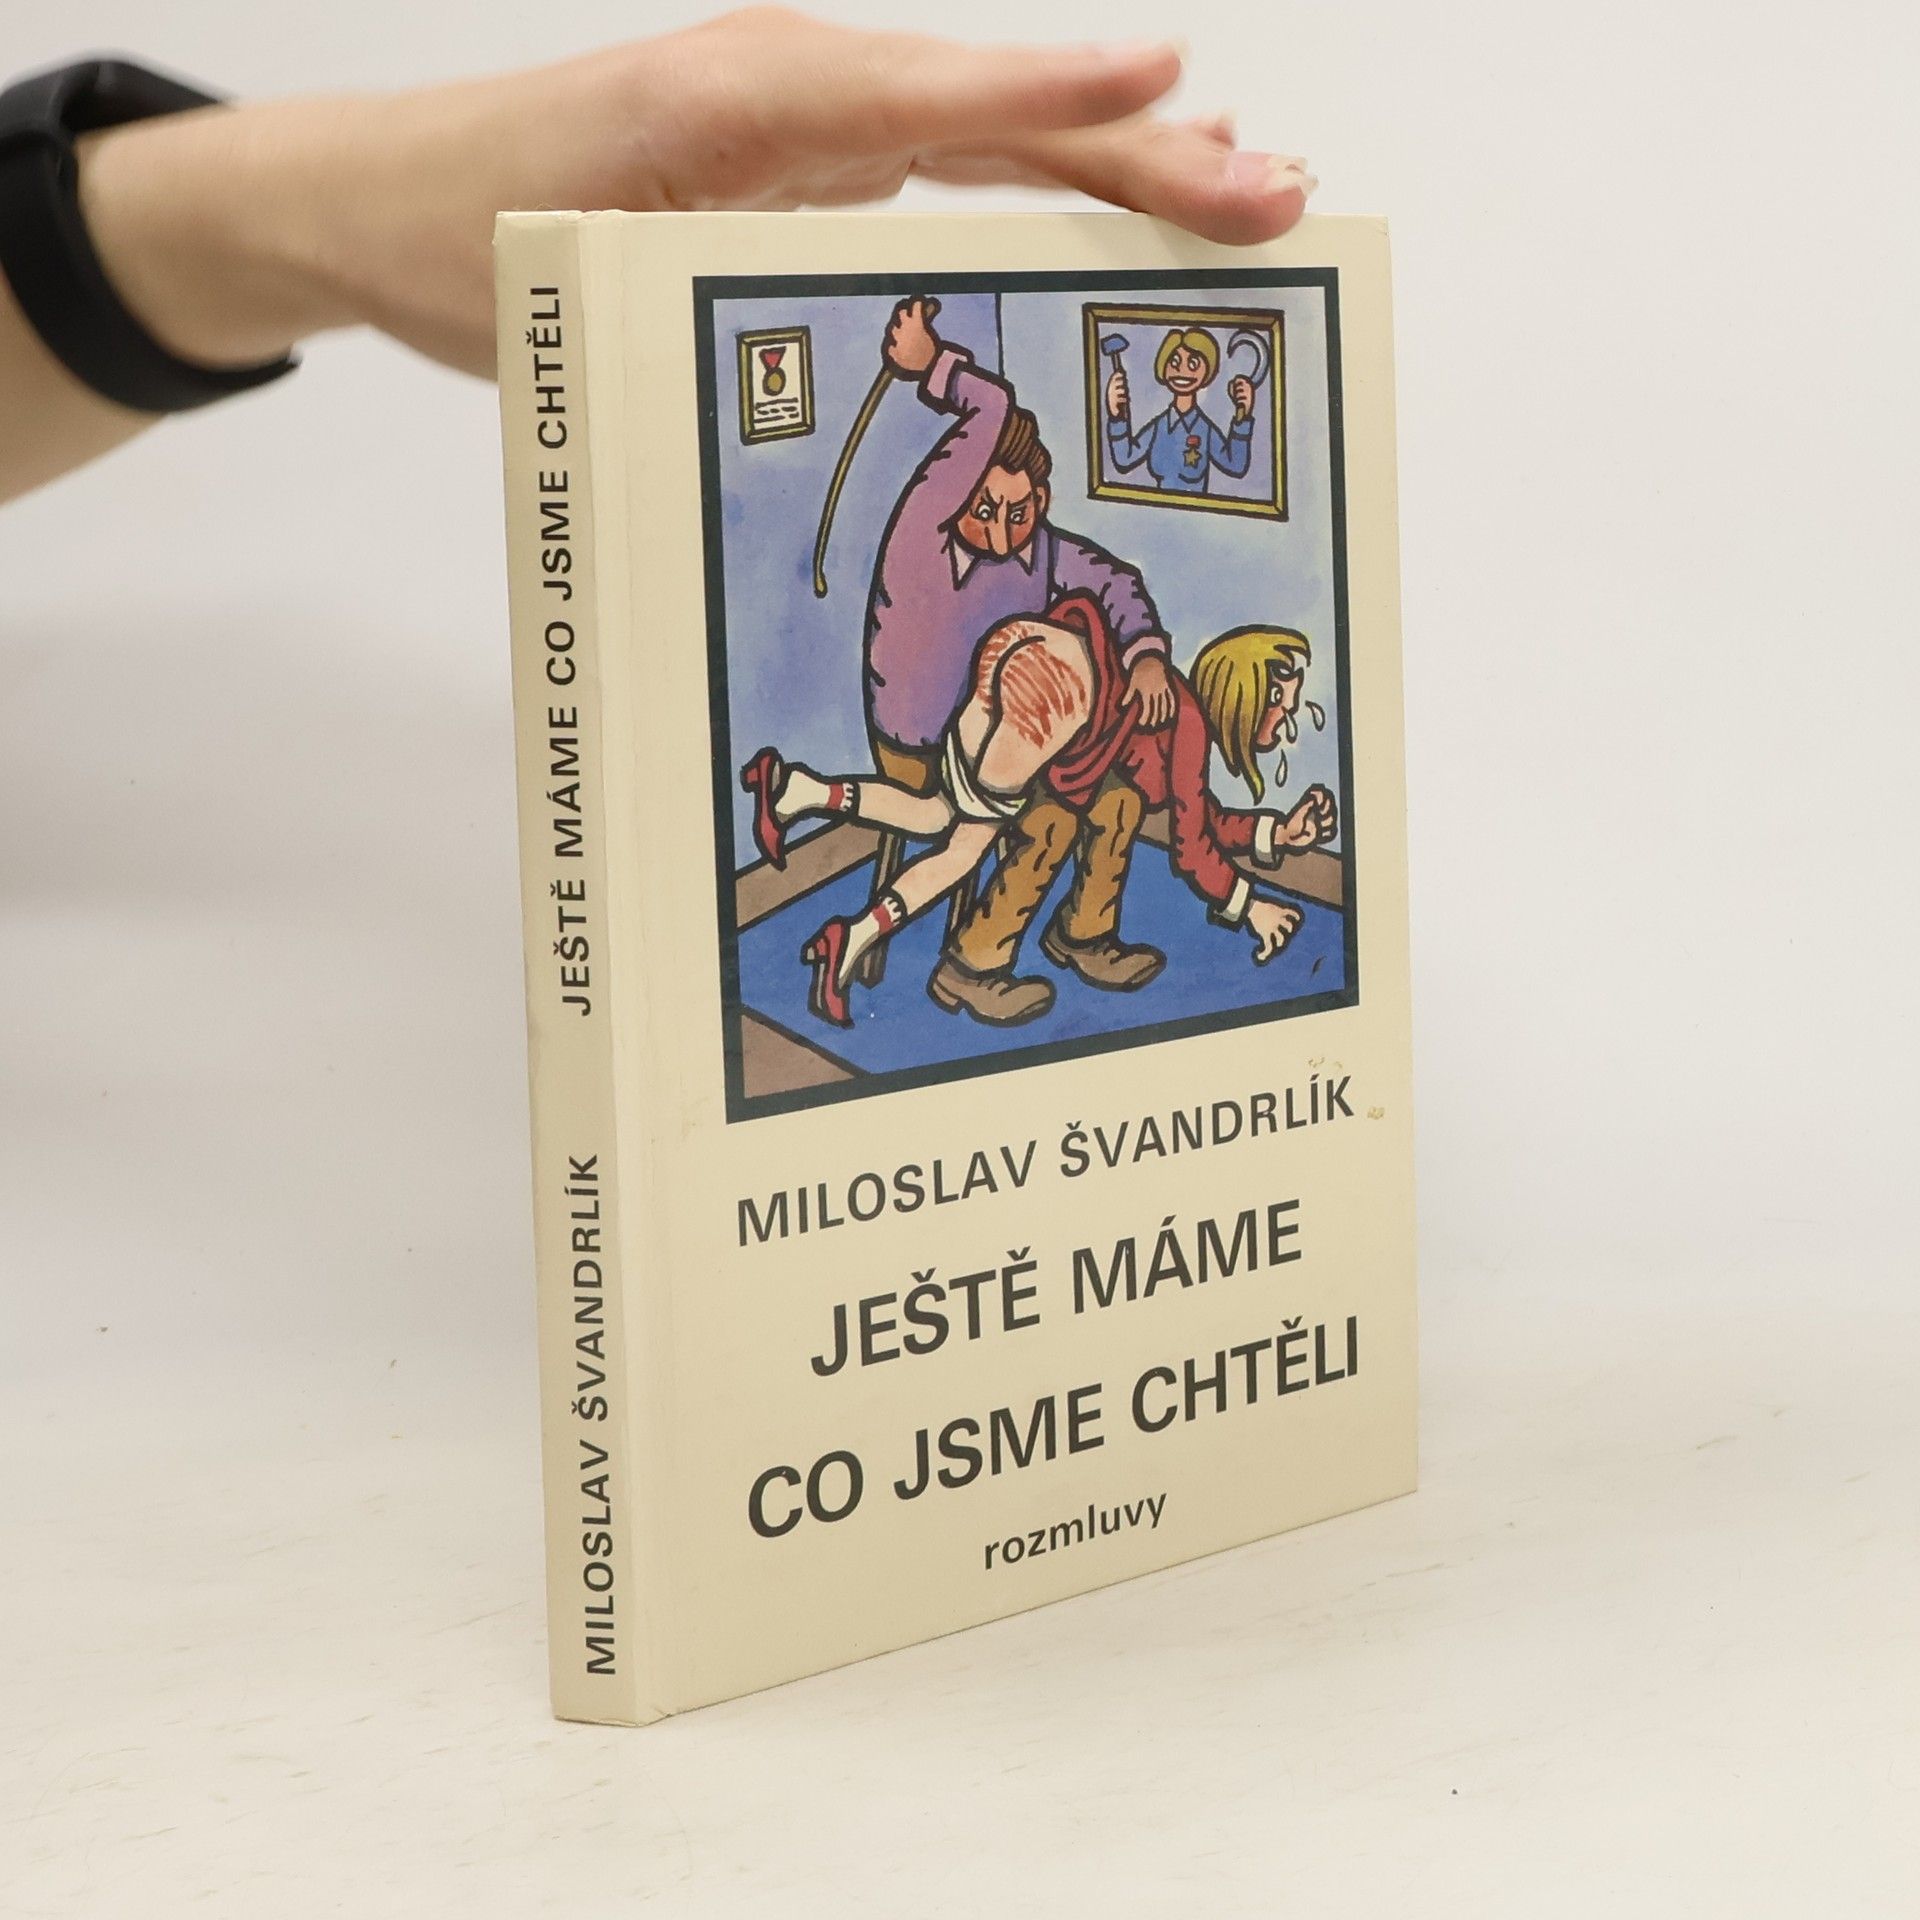 JEŠTĚ MÁME CO JSME CHTĚLI
MILOSLAV ŠVANDRLÍK
MILOSLAV ŠVANDRLÍK
JEŠTĚ MÁME
CO JSME CHTĚLI
rozmluvy